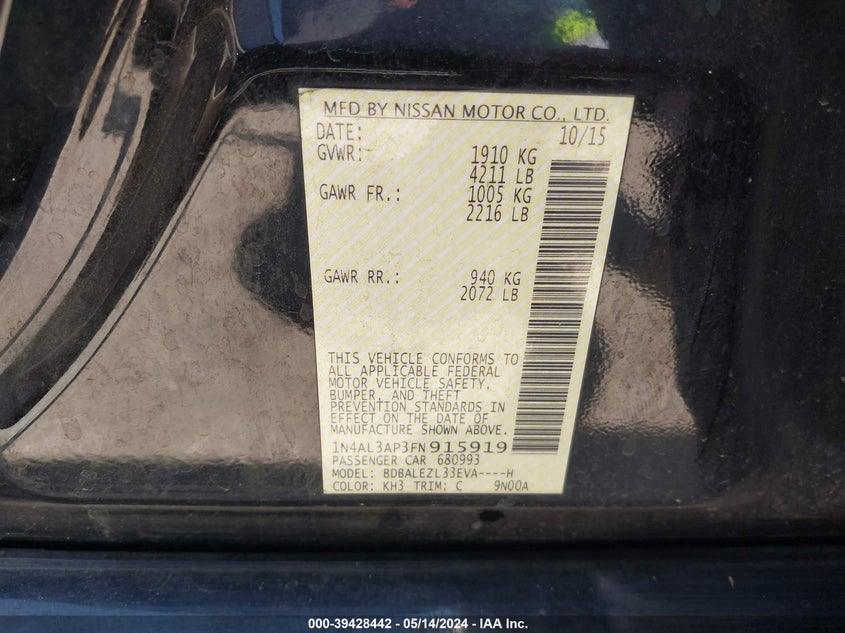 MFD BY NISSAN MOTOR CO., LTD.
DATE: 10/15
GVWR: 1910 KG
4211 LB
GAWR FR.: 1005 KG
2216 LB
GAWR RR.: 940 KG
2072 LB
THIS VEHICLE CONFORMS TO
ALL APPLICABLE FEDERAL
MOTOR VEHICLE SAFETY,
BUMPER, AND THEFT
PREVENTION STANDARDS IN
EFFECT ON THE DATE OF
MANUFACTURE SHOWN ABOVE.
1N4AL3AP3FN915919
PASSENGER CAR 680993
MODEL: BDBALEZL33EVA----H
COLOR: KH3 TRIM: C 9N00A
000-39428442 - 05/14/2024 - IAA Inc.